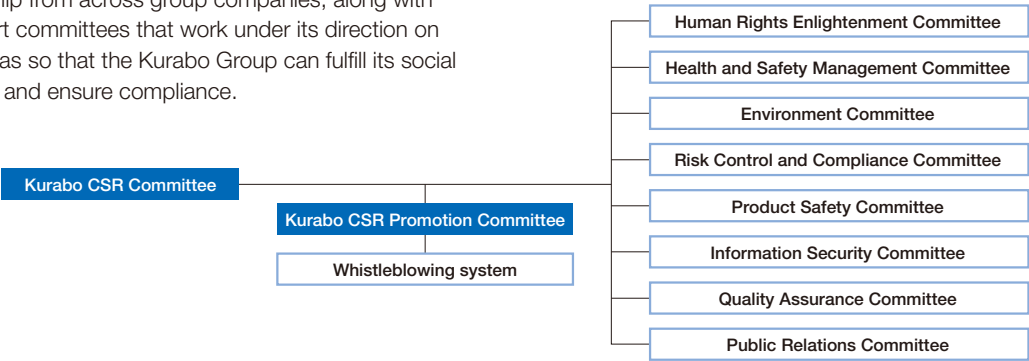 from across group companies, along with
committees that work under its direction on
so that the Kurabo Group can fulfill its social
and ensure compliance.
Kurabo CSR Committee
Kurabo CSR Promotion Committee
Whistleblowing system
Human Rights Enlightenment Committee
Health and Safety Management Committee
Environment Committee
Risk Control and Compliance Committee
Product Safety Committee
Information Security Committee
Quality Assurance Committee
Public Relations Committee